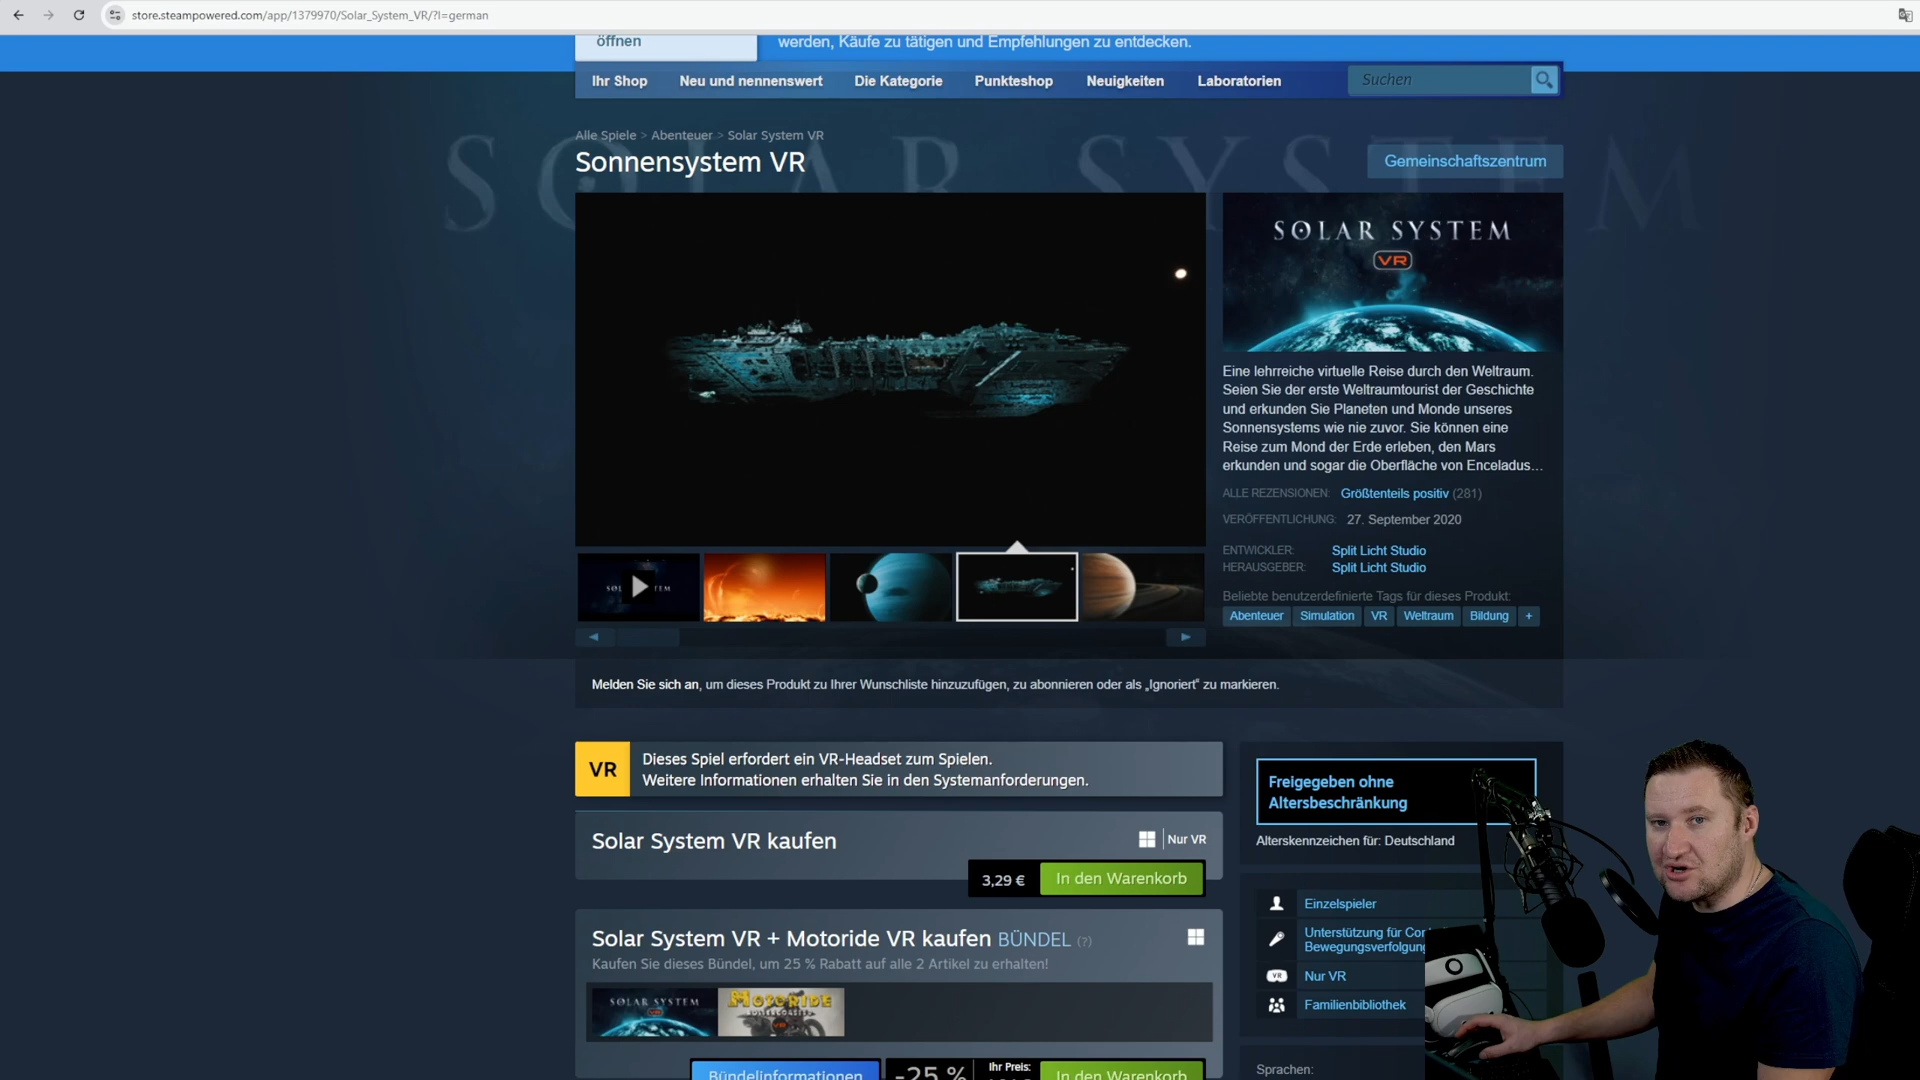 store.steampowered.com/app/1379970/Solar_System_VR/?l=german
öffnen
werden, Käufe zu tätigen und Empfehlungen zu entdecken.
Ihr Shop Neu und nennenswert Die Kategorie Punkteshop Neuigkeiten Laboratorien Suchen
SOLAR SYSTEM
Alle Spiele > Abenteuer > Solar System VR
Sonnensystem VR
Gemeinschaftszentrum
SOLAR SYSTEM
VR
Eine lehrreiche virtuelle Reise durch den Weltraum.
Seien Sie der erste Weltraumtourist der Geschichte
und erkunden Sie Planeten und Monde unseres
Sonnensystems wie nie zuvor. Sie können eine
Reise zum Mond der Erde erleben, den Mars
erkunden und sogar die Oberfläche von Enceladus...
ALLE REZENSIONEN: Größtenteils positiv (281)
VERÖFFENTLICHUNG: 27. September 2020
ENTWICKLER: Split Licht Studio
HERAUSGEBER: Split Licht Studio
Beliebte benutzerdefinierte Tags für dieses Produkt:
Abenteuer Simulation VR Weltraum Bildung +
Melden Sie sich an, um dieses Produkt zu Ihrer Wunschliste hinzuzufügen, zu abonnieren oder als „Ignoriert“ zu markieren.
VR
Dieses Spiel erfordert ein VR-Headset zum Spielen.
Weitere Informationen erhalten Sie in den Systemanforderungen.
Solar System VR kaufen
Nur VR
3,29 € In den Warenkorb
Solar System VR + Motoride VR kaufen BÜNDEL (?)
Kaufen Sie dieses Bündel, um 25 % Rabatt auf alle 2 Artikel zu erhalten!
SOLAR SYSTEM
VR
MOTORIDE
ROLLERCOASTER
VR
Bündelinformationen -25 % Ihr Preis: In den Warenkorb
Freigegeben ohne
Altersbeschränkung
Alterskennzeichen für: Deutschland
Einzelspieler
Unterstützung für
Nur VR
VR
Familienbibliothek
Sprachen: